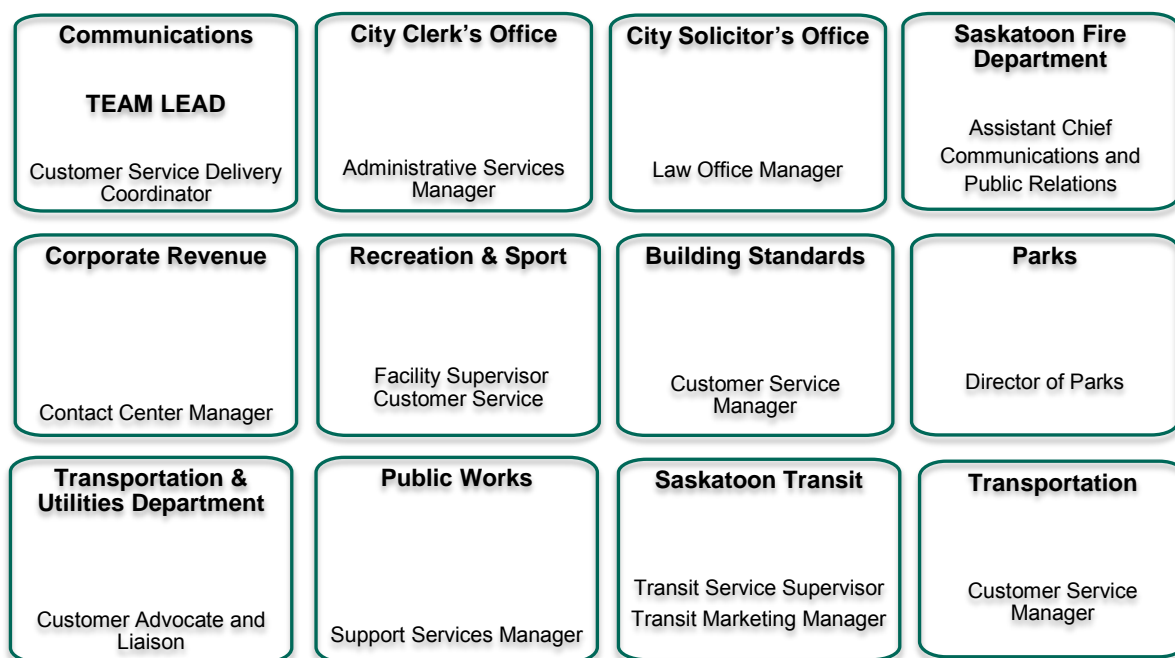 Communications
TEAM LEAD
Customer Service Delivery
Coordinator
City Clerk’s Office
Administrative Services
Manager
City Solicitor’s Office
Law Office Manager
Saskatoon Fire
Department
Assistant Chief
Communications and
Public Relations
Corporate Revenue
Contact Center Manager
Recreation & Sport
Facility Supervisor
Customer Service
Building Standards
Customer Service
Manager
Parks
Director of Parks
Transportation &
Utilities Department
Customer Advocate and
Liaison
Public Works
Support Services Manager
Saskatoon Transit
Transit Service Supervisor
Transit Marketing Manager
Transportation
Customer Service
Manager